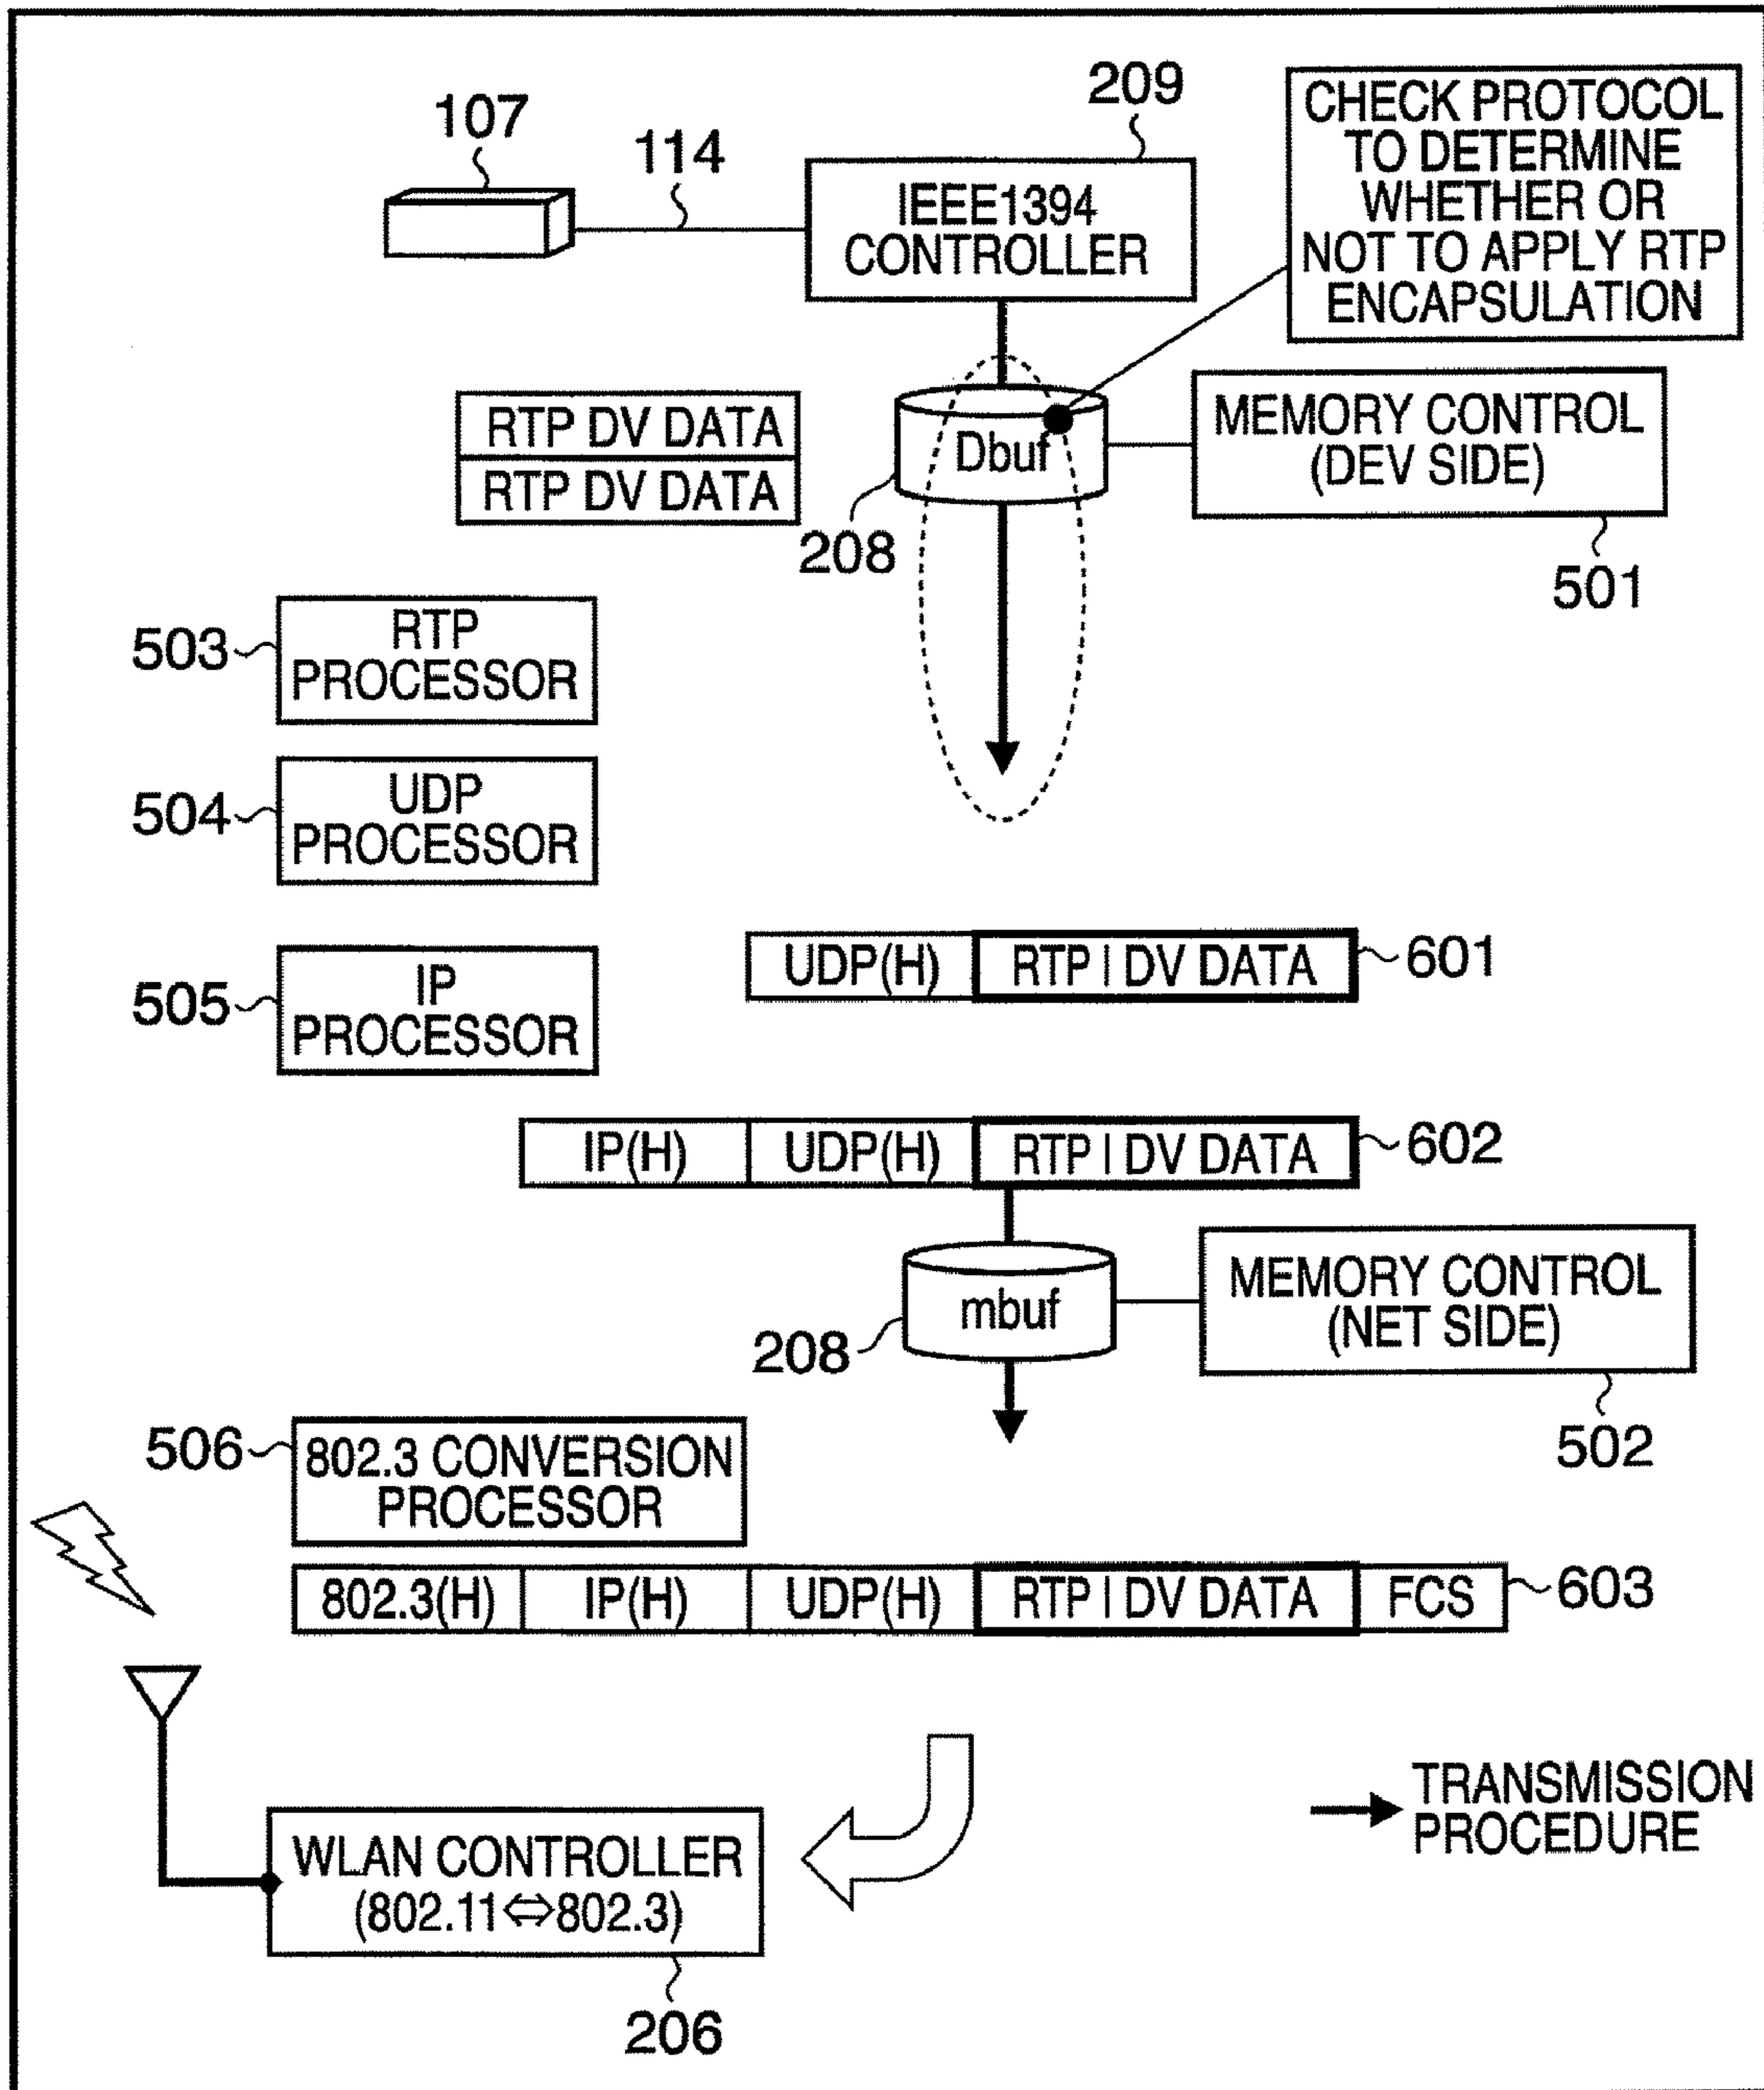 107
114
209
IEEE1394
CONTROLLER
CHECK PROTOCOL
TO DETERMINE
WHETHER OR
NOT TO APPLY RTP
ENCAPSULATION
RTP DV DATA
RTP DV DATA
Dbuf
208
MEMORY CONTROL
(DEV SIDE)
501
503
RTP
PROCESSOR
504
UDP
PROCESSOR
505
IP
PROCESSOR
UDP(H)
RTP | DV DATA
601
IP(H)
UDP(H)
RTP | DV DATA
602
mbuf
208
MEMORY CONTROL
(NET SIDE)
502
506
802.3 CONVERSION
PROCESSOR
802.3(H)
IP(H)
UDP(H)
RTP | DV DATA
FCS
603
WLAN CONTROLLER
(802.11⇔802.3)
206
TRANSMISSION
PROCEDURE